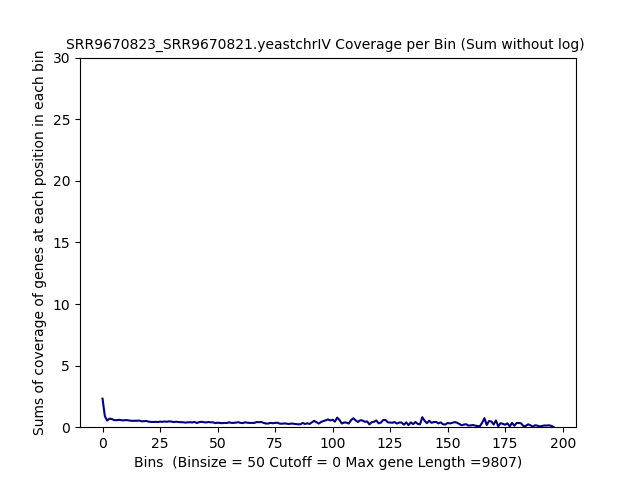 SRR9670823_SRR9670821.yeastchrIV Coverage per Bin (Sum without log)
Sums of coverage of genes at each position in each bin
30
25
20
15
10
5
0
0 25 50 75 100 125 150 175 200
Bins  (Binsize = 50 Cutoff = 0 Max gene Length =9807)